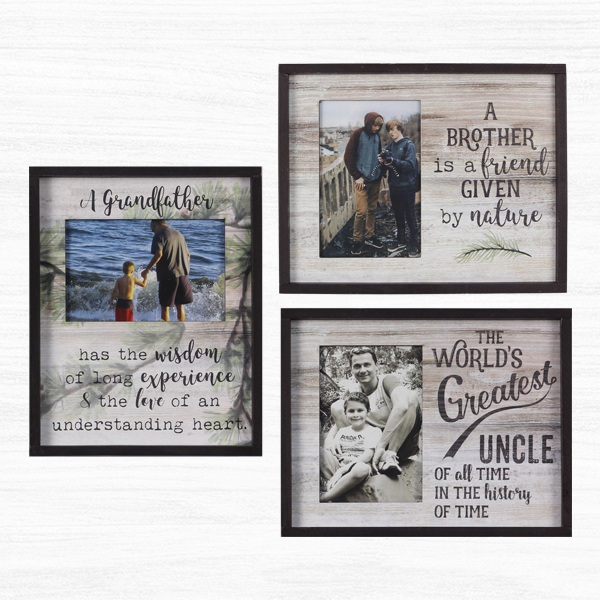 A Grandfather
has the wisdom
of long experience
& the love of an
understanding heart.
A
BROTHER
is a friend
GIVEN
by nature
THE
WORLD'S
Greatest
UNCLE
OF all TIME
IN THE history
OF TIME